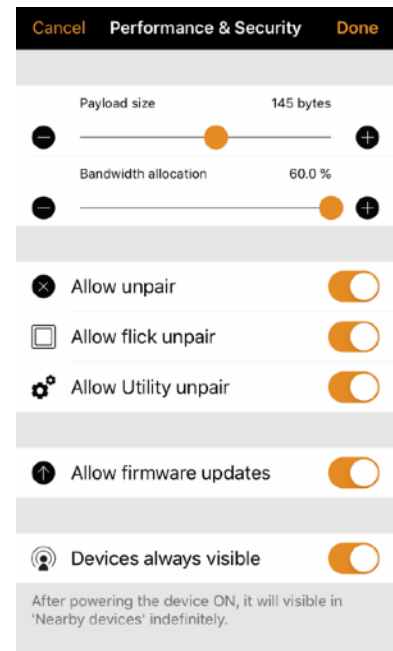 Cancel Performance & Security Done
Payload size 145 bytes
Bandwidth allocation 60.0 %
Allow unpair
Allow flick unpair
Allow Utility unpair
Allow firmware updates
Devices always visible
After powering the device ON, it will visible in
'Nearby devices' indefinitely.